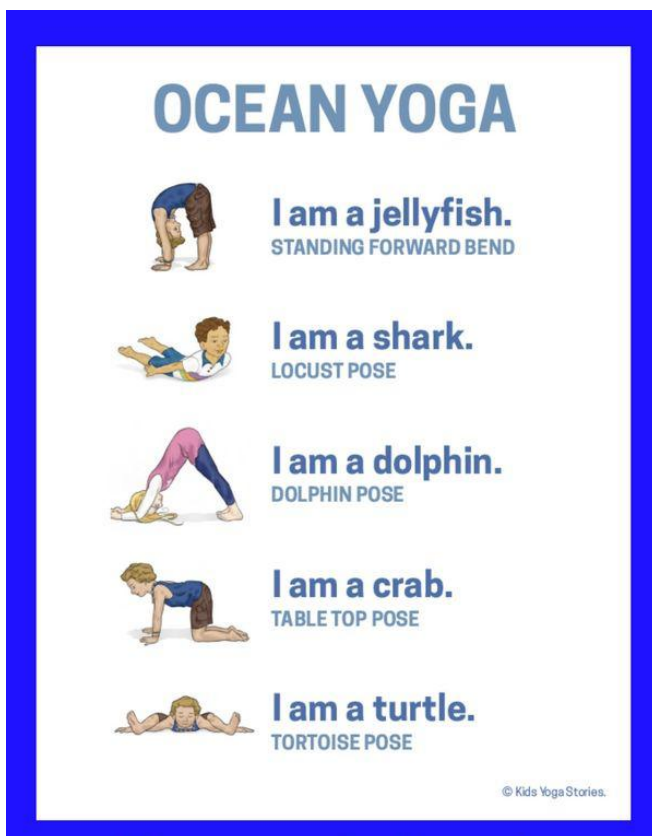 OCEAN YOGA
I am a jellyfish.
STANDING FORWARD BEND
I am a shark.
LOCUST POSE
I am a dolphin.
DOLPHIN POSE
I am a crab.
TABLE TOP POSE
I am a turtle.
TORTOISE POSE
© Kids Yoga Stories.